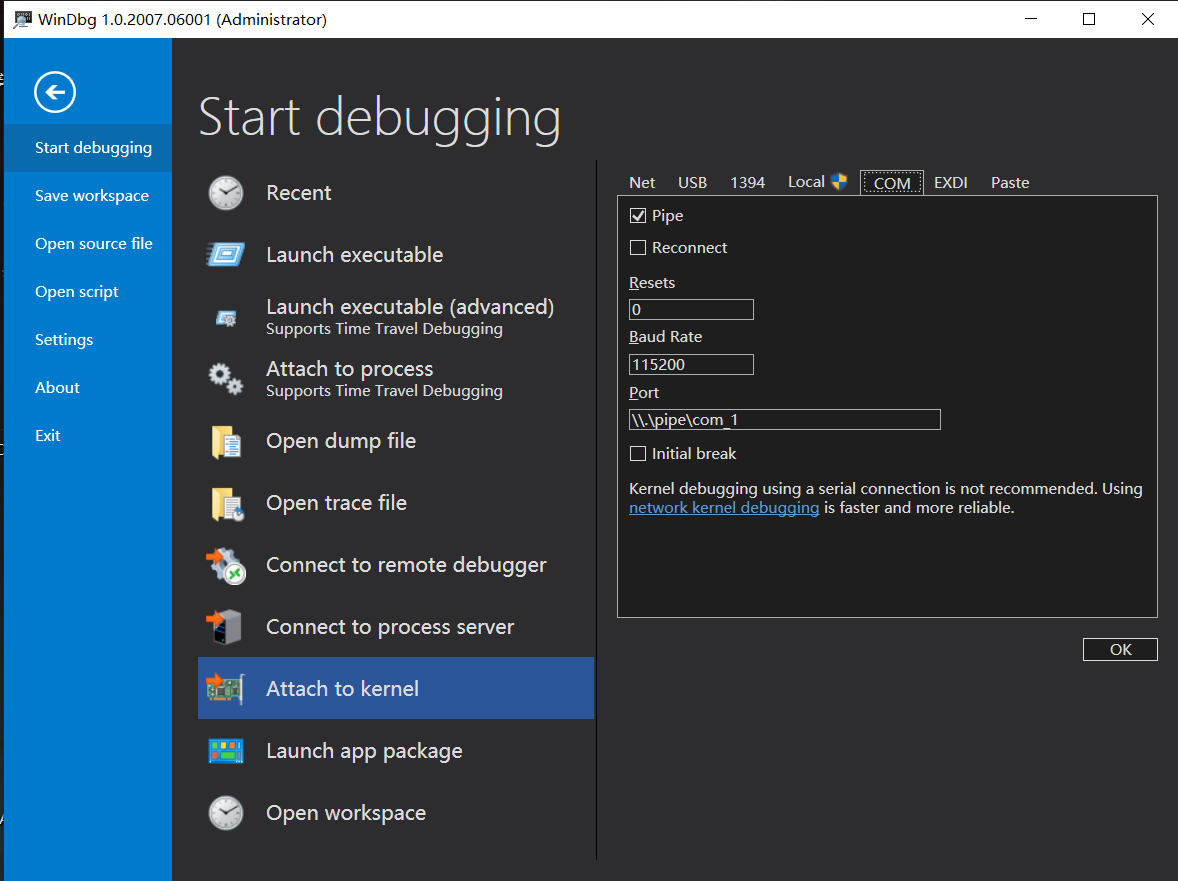 WinDbg 1.0.2007.06001 (Administrator)
Start debugging
Save workspace
Open source file
Open script
Settings
About
Exit
Start debugging
Recent
Launch executable
Launch executable (advanced)
Supports Time Travel Debugging
Attach to process
Supports Time Travel Debugging
Open dump file
Open trace file
Connect to remote debugger
Connect to process server
Attach to kernel
Launch app package
Open workspace
Net USB 1394 Local COM EXDI Paste
Pipe
Reconnect
Resets
0
Baud Rate
115200
Port
\\.\pipe\com_1
Initial break
Kernel debugging using a serial connection is not recommended. Using
network kernel debugging is faster and more reliable.
OK